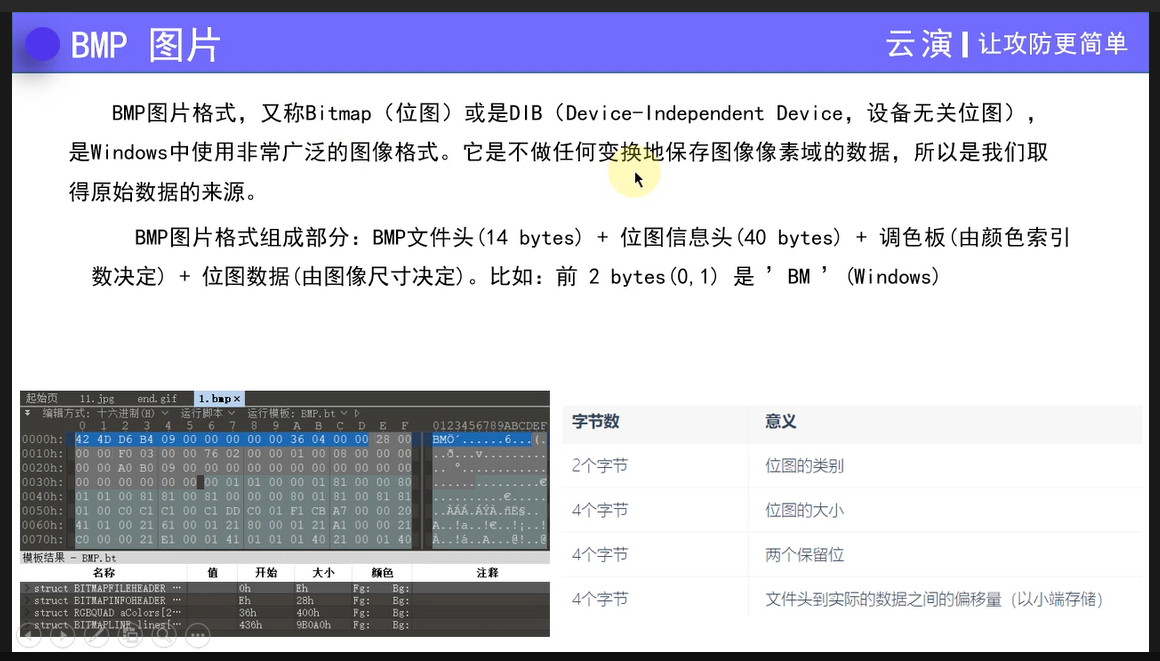 BMP 图片
云演 | 让攻防更简单
BMP图片格式，又称Bitmap（位图）或是DIB（Device-Independent Device，设备无关位图），
是Windows中使用非常广泛的图像格式。它是不做任何变换地保存图像像素域的数据，所以是我们取
得原始数据的来源。
BMP图片格式组成部分：BMP文件头(14 bytes) + 位图信息头(40 bytes) + 调色板(由颜色索引
数决定) + 位图数据(由图像尺寸决定)。比如：前 2 bytes(0,1) 是 ’ BM ’ (Windows)
起始页 11.jpg end.gif 1.bmp×
编辑方式: 十六进制(H) 运行脚本 运行模板: BMP.bt
0 1 2 3 4 5 6 7 8 9 A B C D E F 0123456789ABCDEF
0000h: 42 4D D6 B4 09 00 00 00 00 00 36 04 00 00 28 00 BMÖ´......6...(.
0010h: 00 00 F0 03 00 00 76 02 00 00 01 00 08 00 00 00 ..ð...v.........
0020h: 00 00 A0 B0 09 00 00 00 00 00 00 00 00 00 00 00 .. °............
0030h: 00 00 00 00 00 00 00 01 01 00 00 01 81 00 00 80
0040h: 01 01 00 81 81 00 81 00 00 00 80 01 81 00 81 81
0050h: 01 00 C0 C1 C1 00 C1 DD C0 01 F1 CB A7 00 00 20 ..ÀÁÁ.ÁÝÀ.ñË§..
0060h: 41 01 00 21 61 00 01 21 80 00 01 21 A1 00 00 21 A..!a..!€..!¡..!
0070h: C0 00 00 21 E1 00 01 41 01 01 01 40 21 00 01 40 À..!á..A...@!..@
模板结果 - BMP.bt
名称 值 开始 大小 颜色 注释
struct BITMAPFILEHEADER ··· 0h Eh Fg: Bg:
struct BITMAPINFOHEADER ··· Eh 28h Fg: Bg:
struct RGBQUAD aColors[2··· 36h 400h Fg: Bg:
struct BITMAPLINE lines[··· 436h 9B0A0h Fg: Bg:
字节数 意义
2个字节 位图的类别
4个字节 位图的大小
4个字节 两个保留位
4个字节 文件头到实际的数据之间的偏移量（以小端存储）